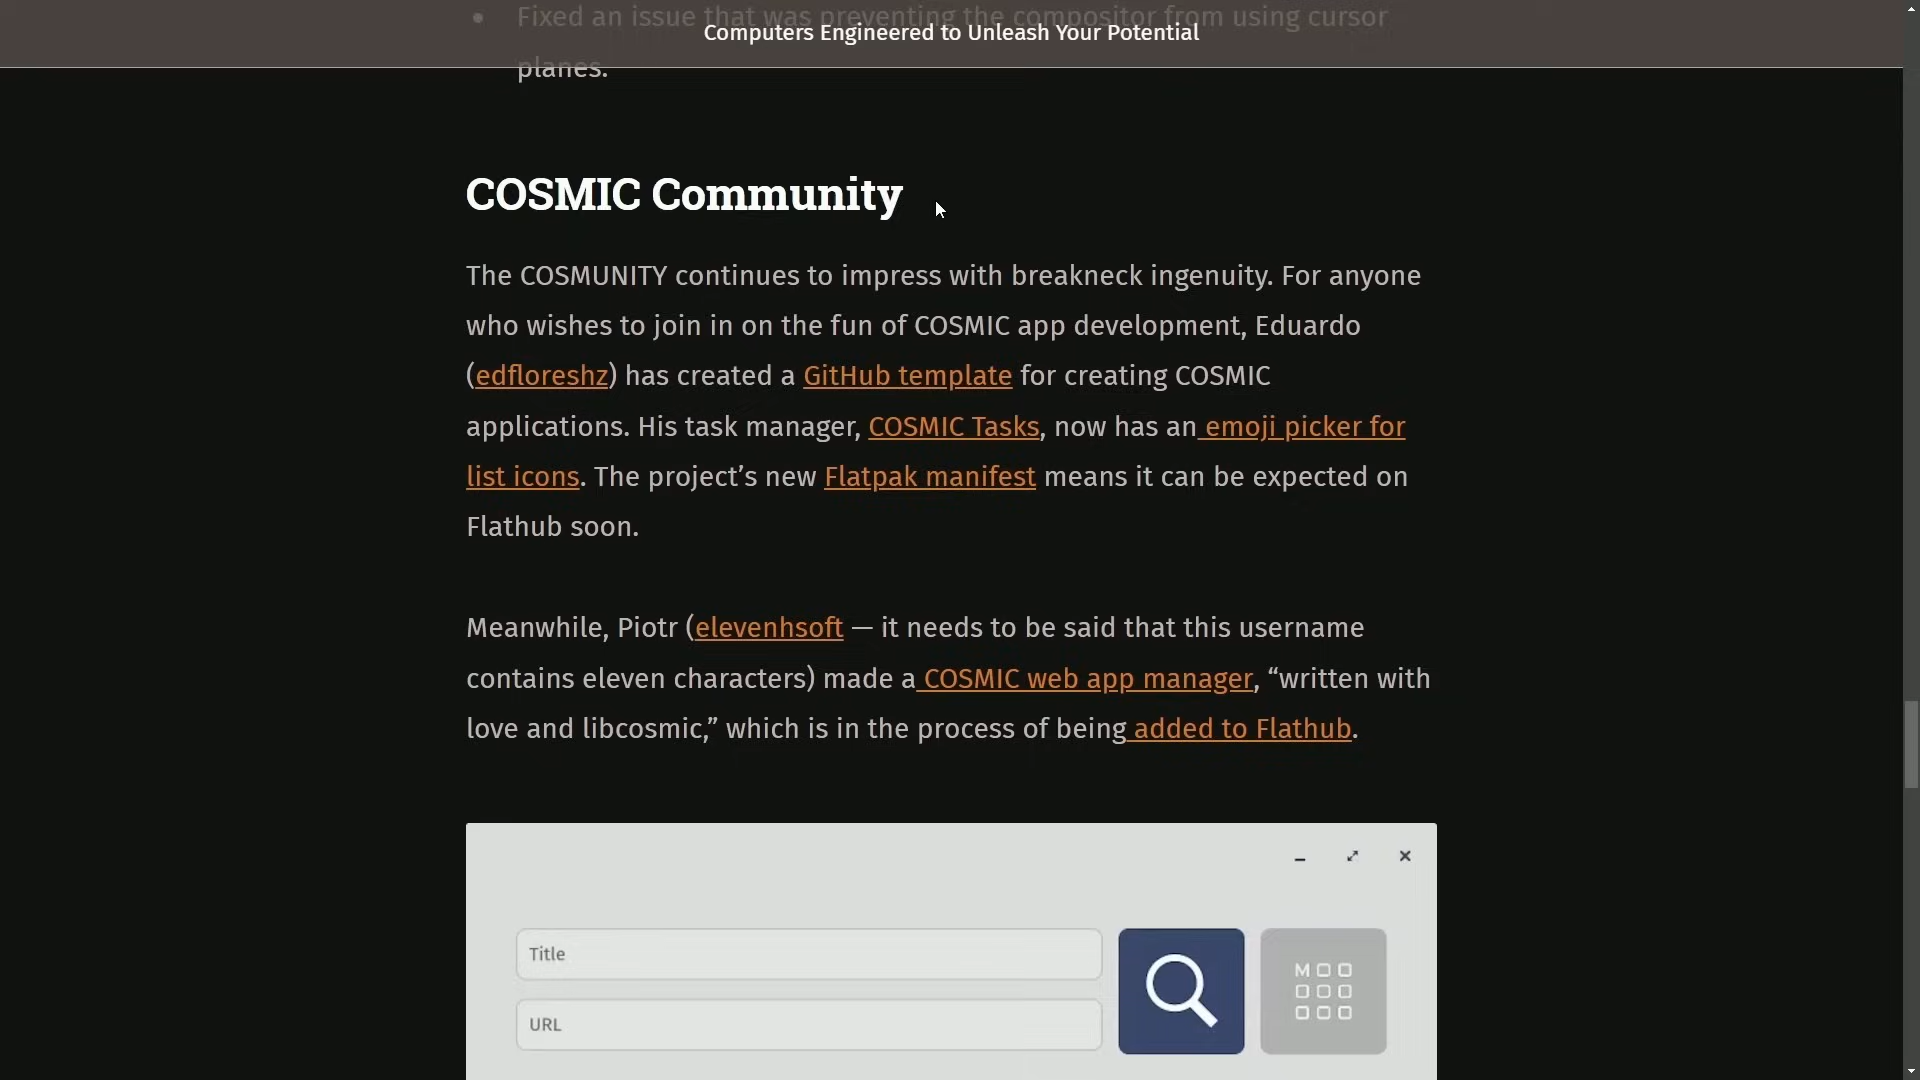 Fixed an issue that was preventing the compositor from using cursor
Computers Engineered to Unleash Your Potential
planes.
COSMIC Community
The COSMUNITY continues to impress with breakneck ingenuity. For anyone
who wishes to join in on the fun of COSMIC app development, Eduardo
(edfloreshz) has created a GitHub template for creating COSMIC
applications. His task manager, COSMIC Tasks, now has an emoji picker for
list icons. The project’s new Flatpak manifest means it can be expected on
Flathub soon.
Meanwhile, Piotr (elevenhsoft — it needs to be said that this username
contains eleven characters) made a COSMIC web app manager, “written with
love and libcosmic,” which is in the process of being added to Flathub.
Title
URL